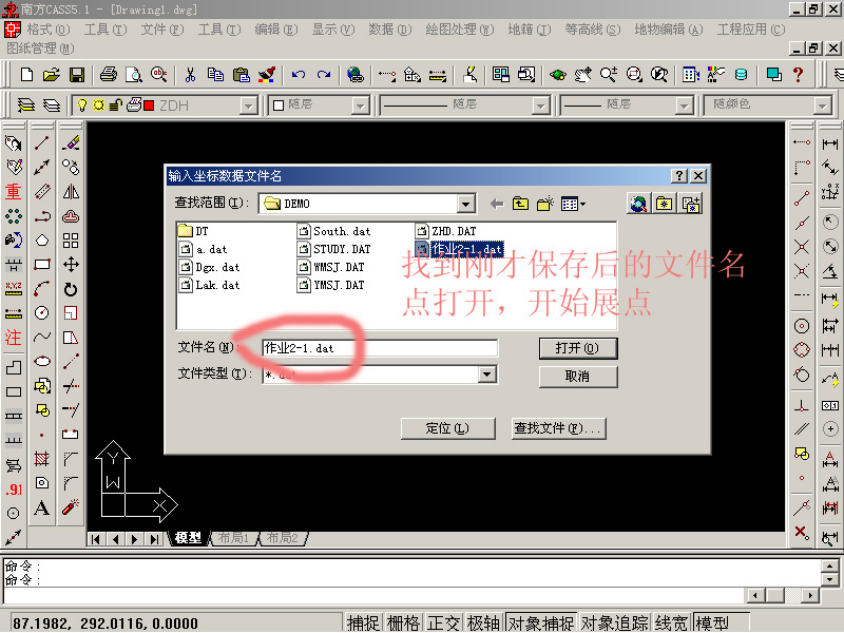 南方CASS5.1 - [Drawing1.dwg]
格式(O) 工具(T) 文件(F) 工具(T) 编辑(E) 显示(V) 数据(D) 绘图处理(W) 地籍(J) 等高线(S) 地物编辑(A) 工程应用(C)
图纸管理(M)
ZDH 随层 随层 随层 随颜色
输入坐标数据文件名
查找范围(I): DEMO
DT South.dat ZHD.DAT
a.dat STUDY.DAT 作业2-1.dat
Dgx.dat WMSJ.DAT
Lak.dat YMSJ.DAT
找到刚才保存后的文件名
点打开，开始展点
文件名(N): 作业2-1.dat 打开(O)
文件类型(T): *.dat 取消
定位(L) 查找文件(F)...
重
注
.91
A
Y
W
X
模型 布局1 布局2
命令:
命令:
87.1982, 292.0116, 0.0000 捕捉 栅格 正交 极轴 对象捕捉 对象追踪 线宽 模型